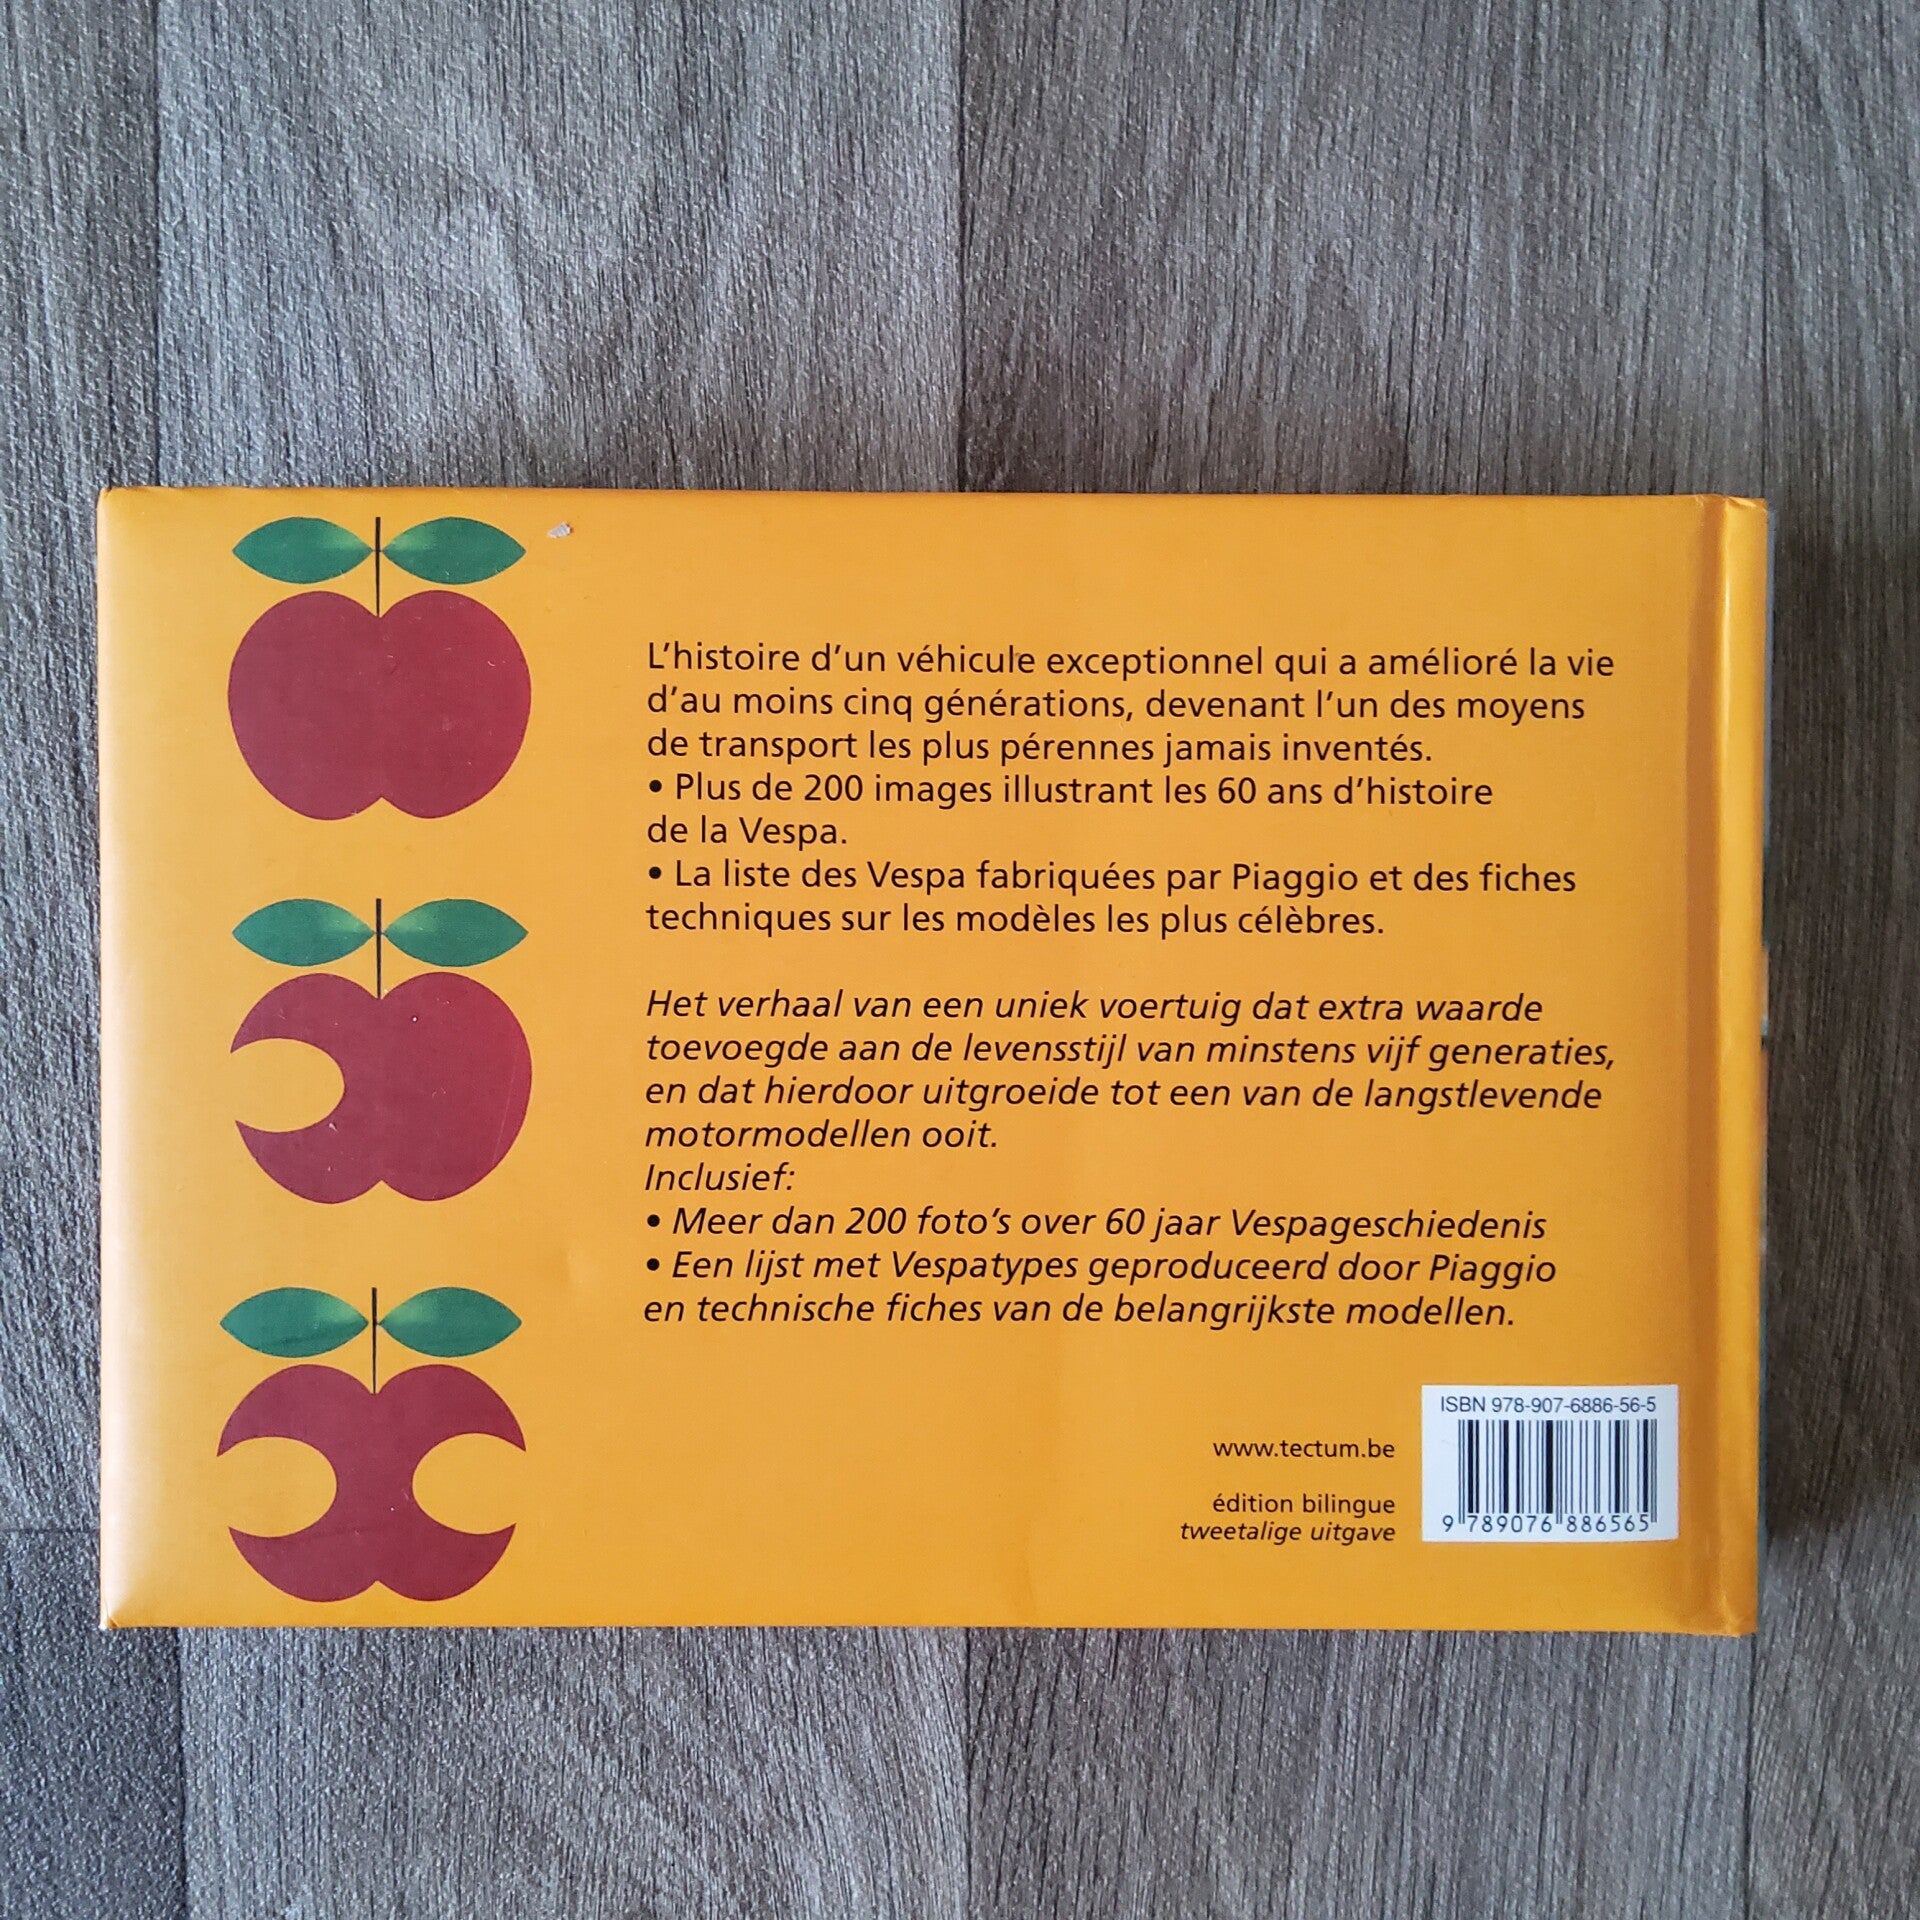 L'histoire d'un véhicule exceptionnel qui a amélioré la vie
d'au moins cinq générations, devenant l'un des moyens
de transport les plus pérennes jamais inventés.
• Plus de 200 images illustrant les 60 ans d'histoire
de la Vespa.
• La liste des Vespa fabriquées par Piaggio et des fiches
techniques sur les modèles les plus célèbres.
Het verhaal van een uniek voertuig dat extra waarde
toevoegde aan de levensstijl van minstens vijf generaties,
en dat hierdoor uitgroeide tot een van de langstlevende
motormodellen ooit.
Inclusief:
• Meer dan 200 foto's over 60 jaar Vespageschiedenis
• Een lijst met Vespatypes geproduceerd door Piaggio
en technische fiches van de belangrijkste modellen.
www.tectum.be
édition bilingue
tweetalige uitgave
ISBN 978-907-6886-56-5
9 789076 886565